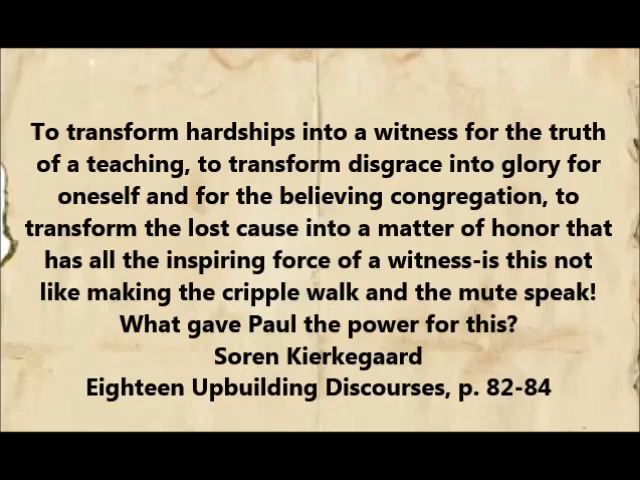 To transform hardships into a witness for the truth
of a teaching, to transform disgrace into glory for
oneself and for the believing congregation, to
transform the lost cause into a matter of honor that
has all the inspiring force of a witness-is this not
like making the cripple walk and the mute speak!
What gave Paul the power for this?
Soren Kierkegaard
Eighteen Upbuilding Discourses, p. 82-84